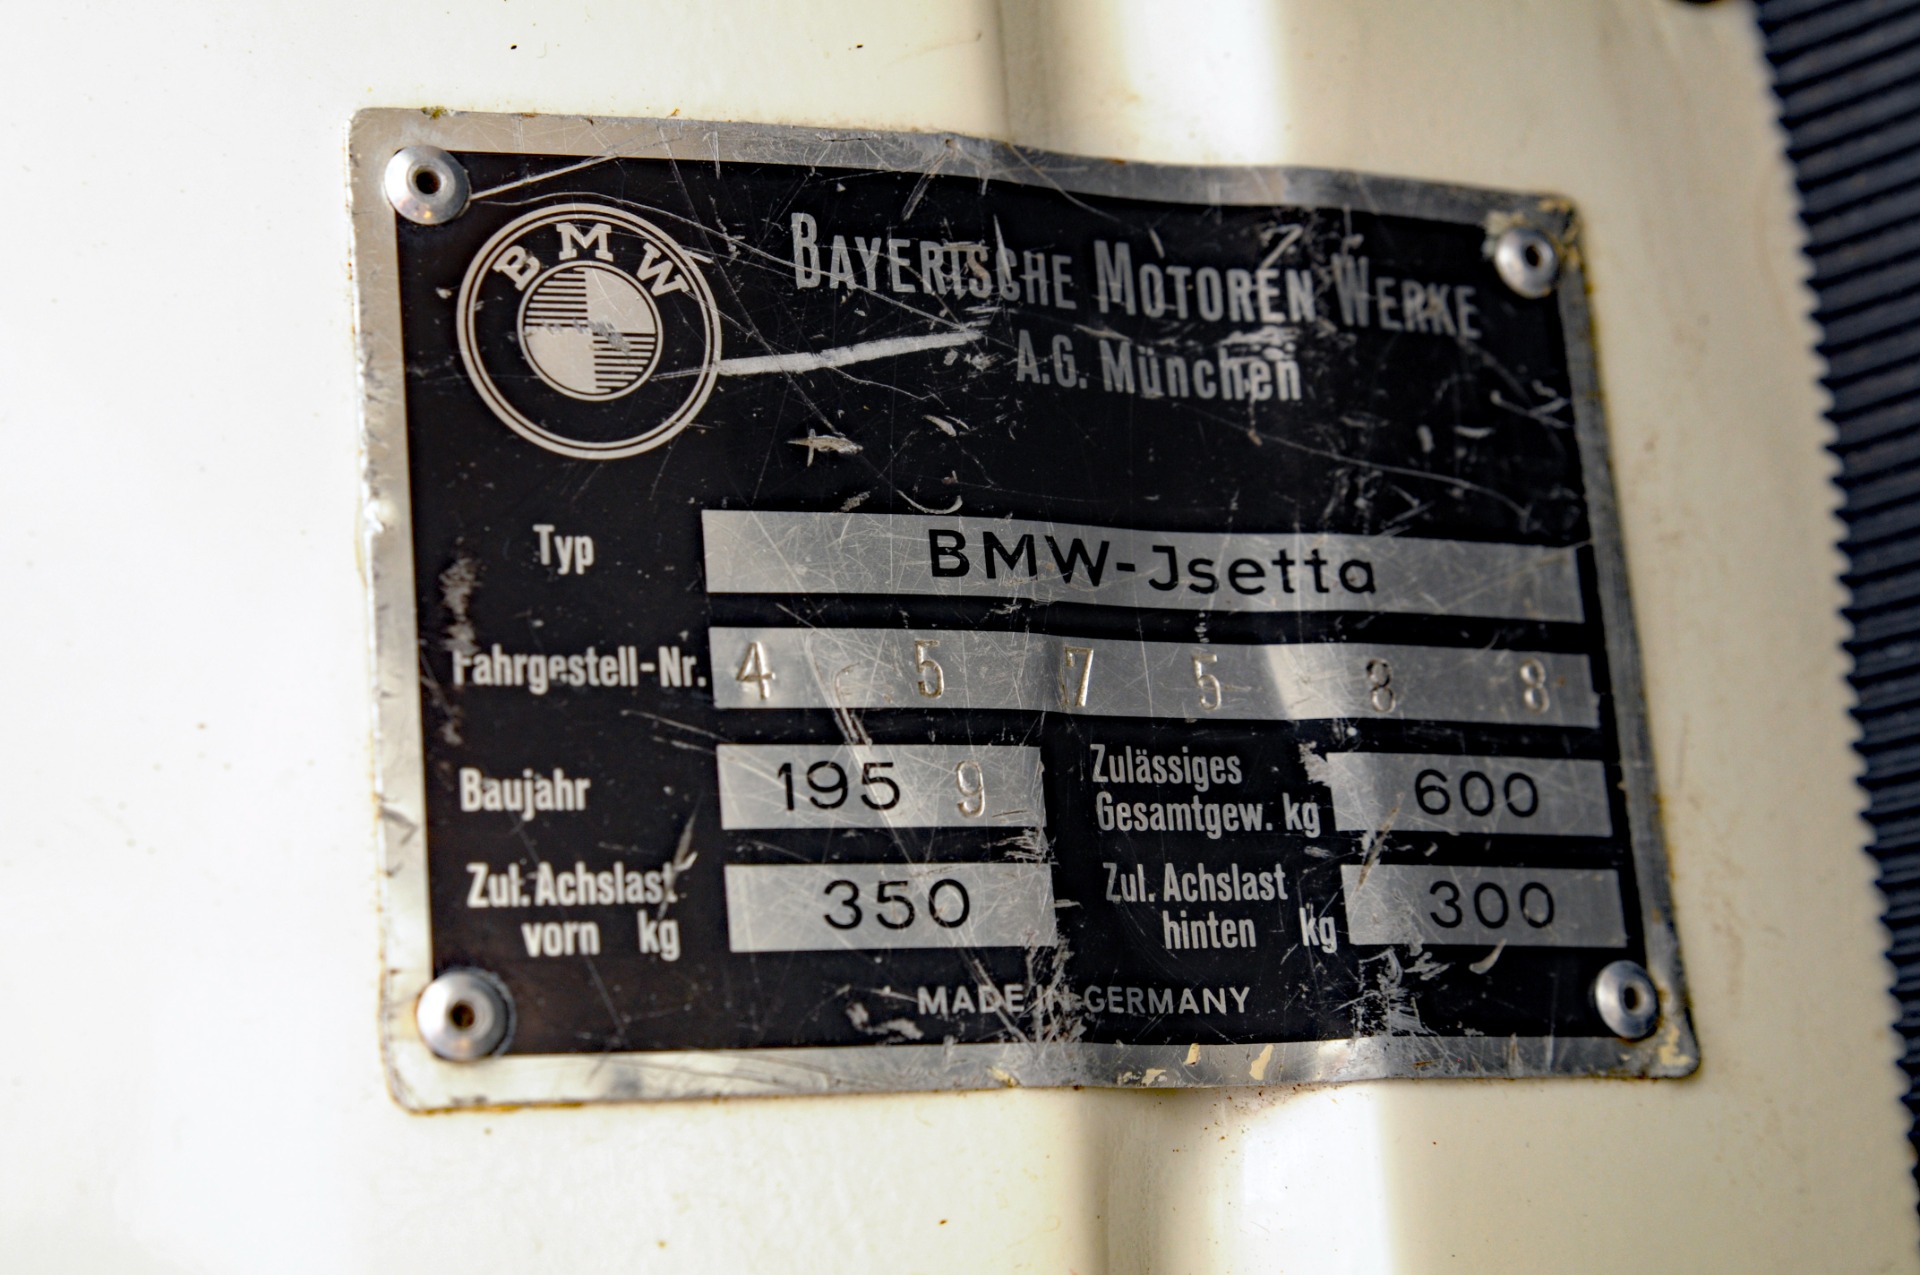 BMW
BAYERISCHE MOTOREN WERKE
A.G. München
Typ BMW-Jsetta
Fahrgestell-Nr. 4 5 7 5 8 8
Baujahr 195 9
Zulässiges
Gesamtgew. kg 600
Zul. Achslast
vorn kg 350
Zul. Achslast
hinten kg 300
MADE IN GERMANY